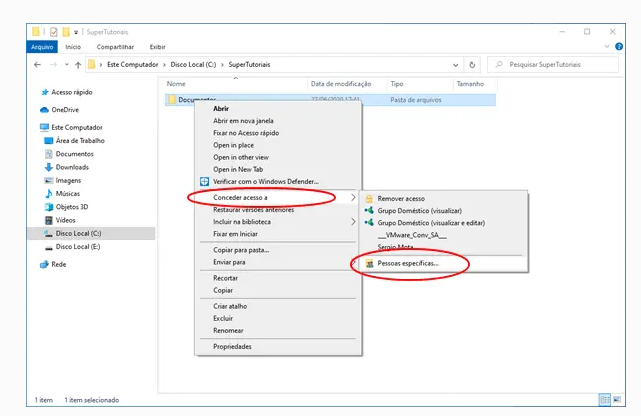 SuperTutoriais
Arquivo Início Compartilhar Exibir
Este Computador > Disco Local (C:) > SuperTutoriais
Pesquisar SuperTutoriais
Acesso rápido
OneDrive
Este Computador
Área de Trabalho
Documentos
Downloads
Imagens
Músicas
Objetos 3D
Vídeos
Disco Local (C:)
Disco Local (E:)
Rede
Nome Data de modificação Tipo Tamanho
Documentos 27/06/2020 17:41 Pasta de arquivos
Abrir
Abrir em nova janela
Fixar no Acesso rápido
Open in place
Open in other view
Open in New Tab
Verificar com o Windows Defender...
Conceder acesso a
Restaurar versões anteriores
Incluir na biblioteca
Fixar em Iniciar
Copiar para pasta...
Enviar para
Recortar
Copiar
Criar atalho
Excluir
Renomear
Propriedades
Remover acesso
Grupo Doméstico (visualizar)
Grupo Doméstico (visualizar e editar)
___VMware_Conv_SA___
Sergio Mota
Pessoas específicas...
1 item 1 item selecionado